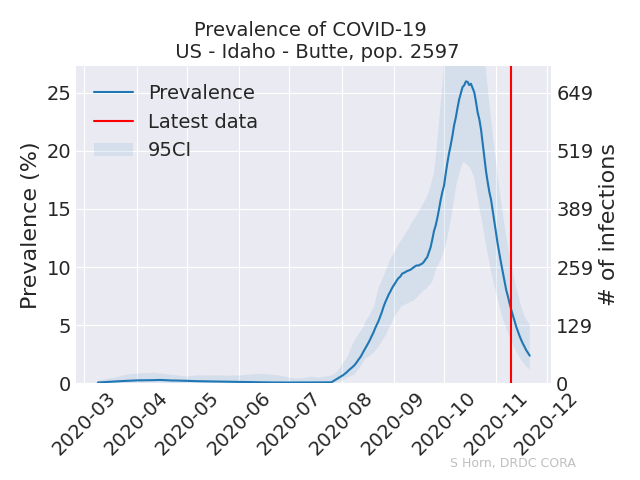 Prevalence of COVID-19
US - Idaho - Butte, pop. 2597
Prevalence
Latest data
95CI
Prevalence (%)
25
20
15
10
5
0
# of infections
649
519
389
259
129
0
2020-03
2020-04
2020-05
2020-06
2020-07
2020-08
2020-09
2020-10
2020-11
2020-12
S Horn, DRDC CORA